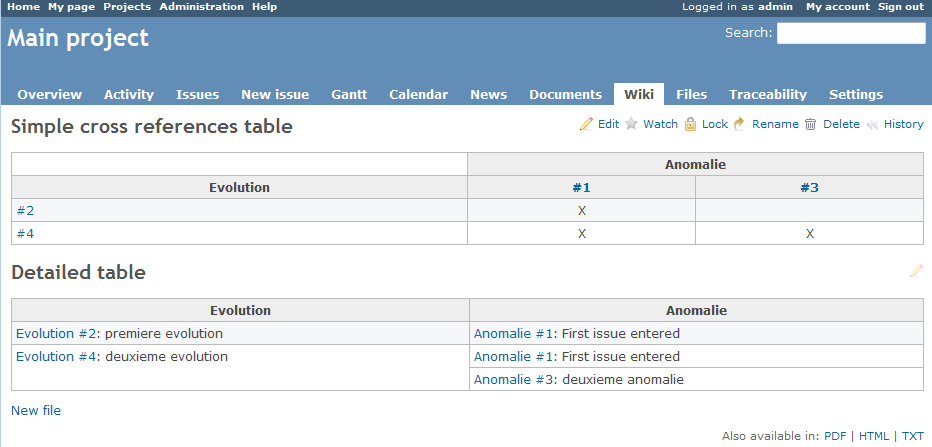 Home My page Projects Administration Help Logged in as admin My account Sign out
Main project Search:
Overview Activity Issues New issue Gantt Calendar News Documents Wiki Files Traceability Settings
Simple cross references table Edit Watch Lock Rename Delete History
Anomalie
Evolution #1 #3
#2 X
#4 X X
Detailed table
Evolution Anomalie
Evolution #2: premiere evolution Anomalie #1: First issue entered
Evolution #4: deuxieme evolution Anomalie #1: First issue entered
Anomalie #3: deuxieme anomalie
New file
Also available in: PDF | HTML | TXT